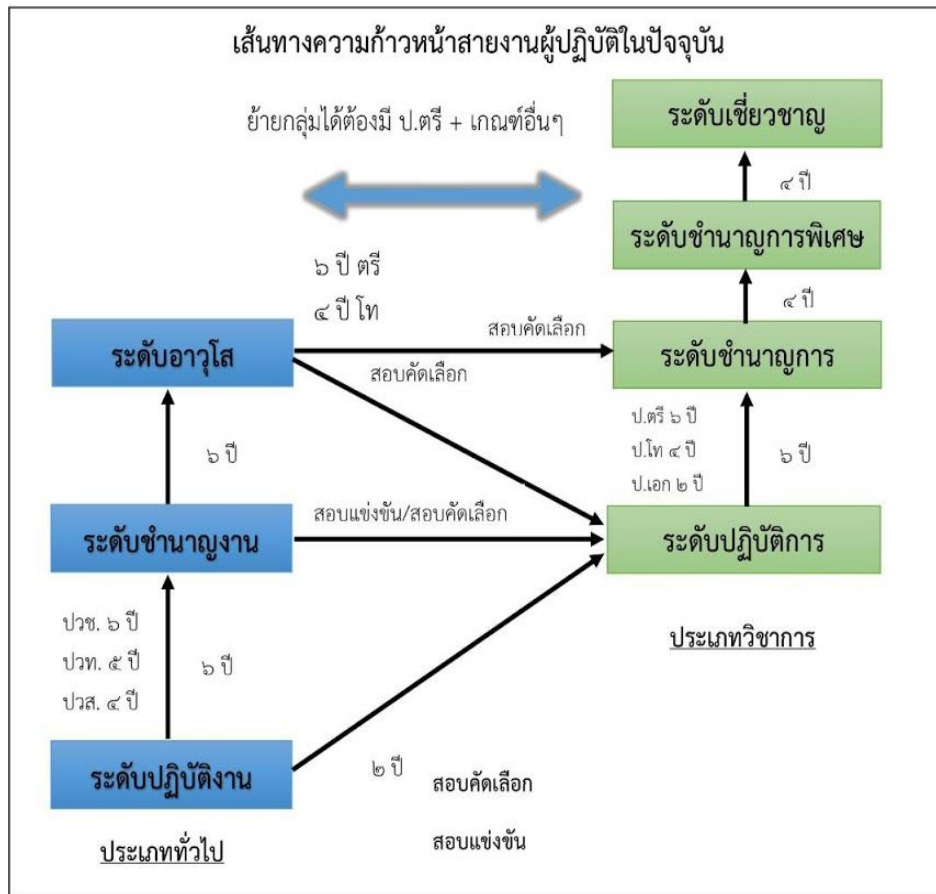 เส้นทางความก้าวหน้าสายงานผู้ปฏิบัติในปัจจุบัน
ย้ายกลุ่มได้ต้องมี ป.ตรี + เกณฑ์อื่นๆ
ระดับเชี่ยวชาญ
๔ ปี
ระดับชำนาญการพิเศษ
๖ ปี ตรี
๔ ปี โท
๔ ปี
สอบคัดเลือก
ระดับอาวุโส
สอบคัดเลือก
ระดับชำนาญการ
๖ ปี
ป.ตรี ๖ ปี
ป.โท ๔ ปี
ป.เอก ๒ ปี
๖ ปี
สอบแข่งขัน/สอบคัดเลือก
ระดับชำนาญงาน
ระดับปฏิบัติการ
ประเภทวิชาการ
ปวช. ๖ ปี
ปวท. ๕ ปี
ปวส. ๔ ปี
๖ ปี
ระดับปฏิบัติงาน
๒ ปี
สอบคัดเลือก
สอบแข่งขัน
ประเภททั่วไป